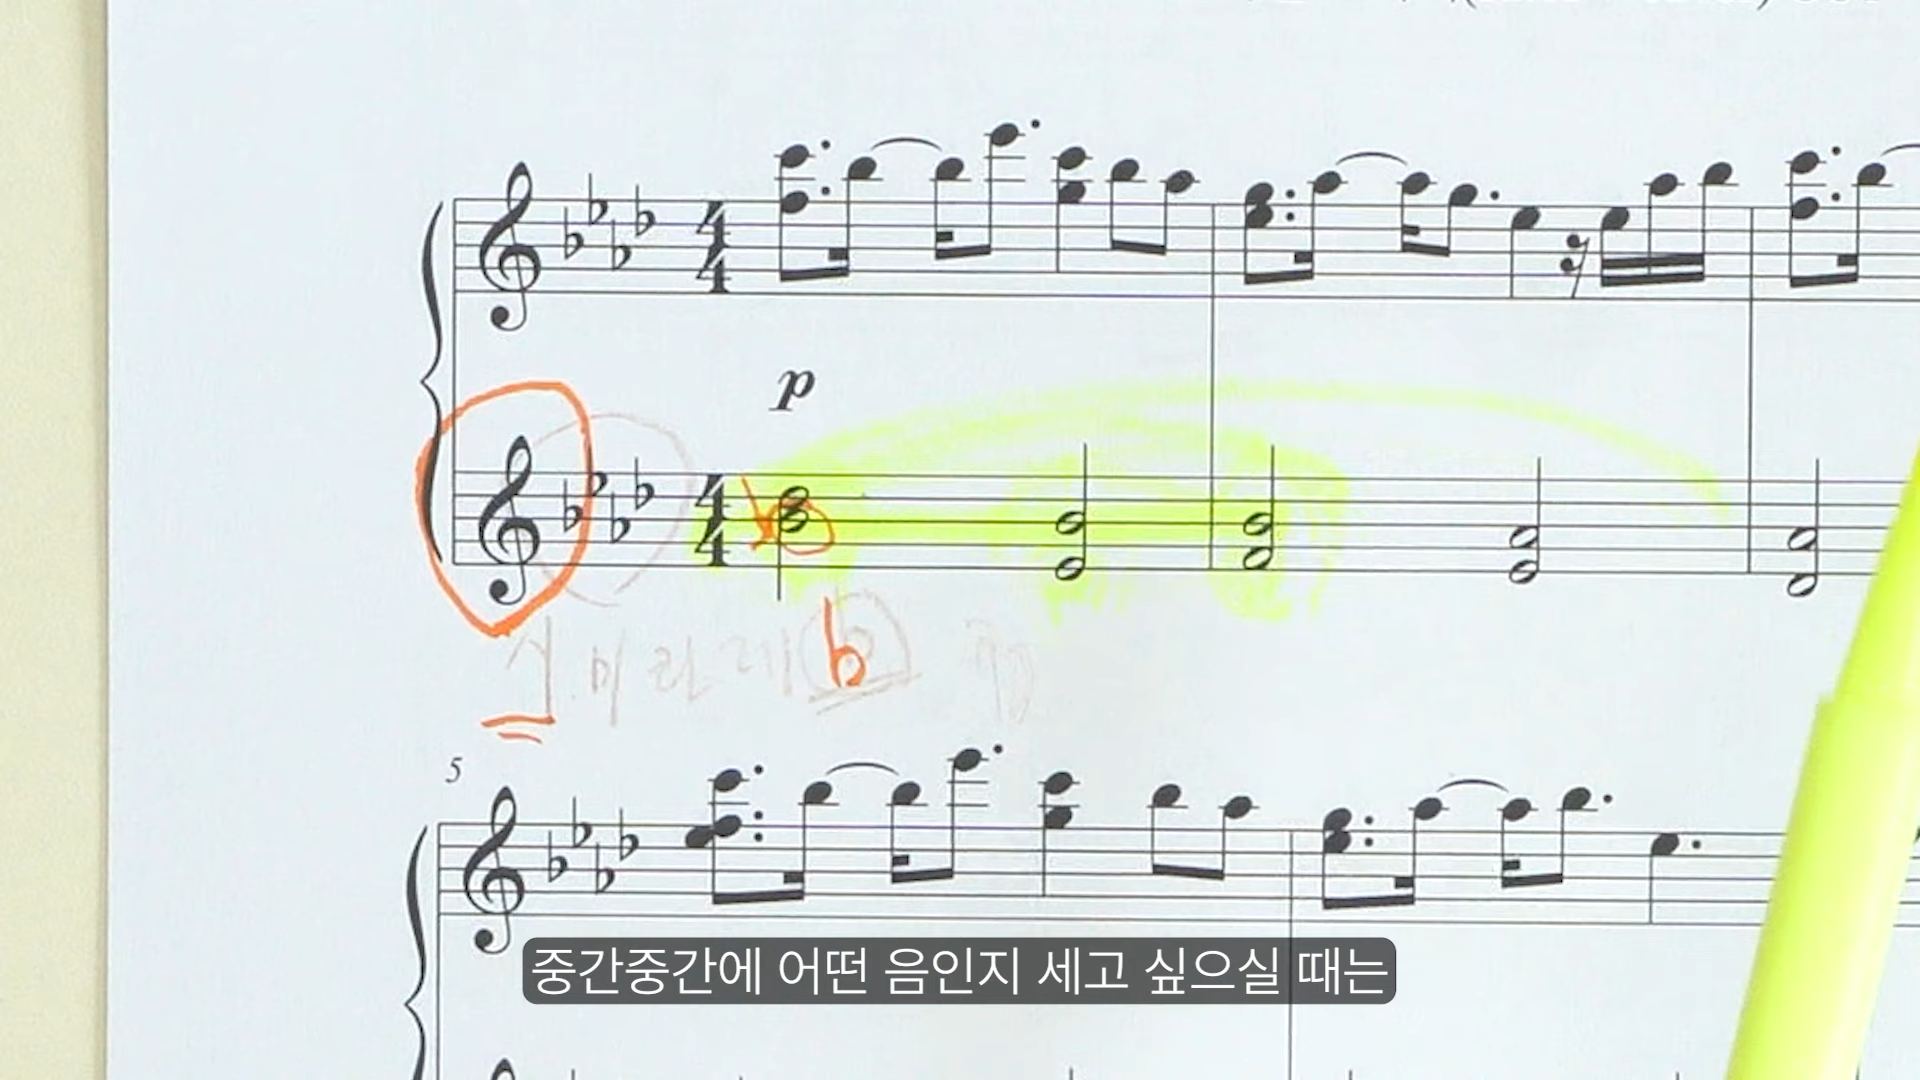 p
시 미 라 레 b
5
중간중간에 어떤 음인지 세고 싶으실 때는